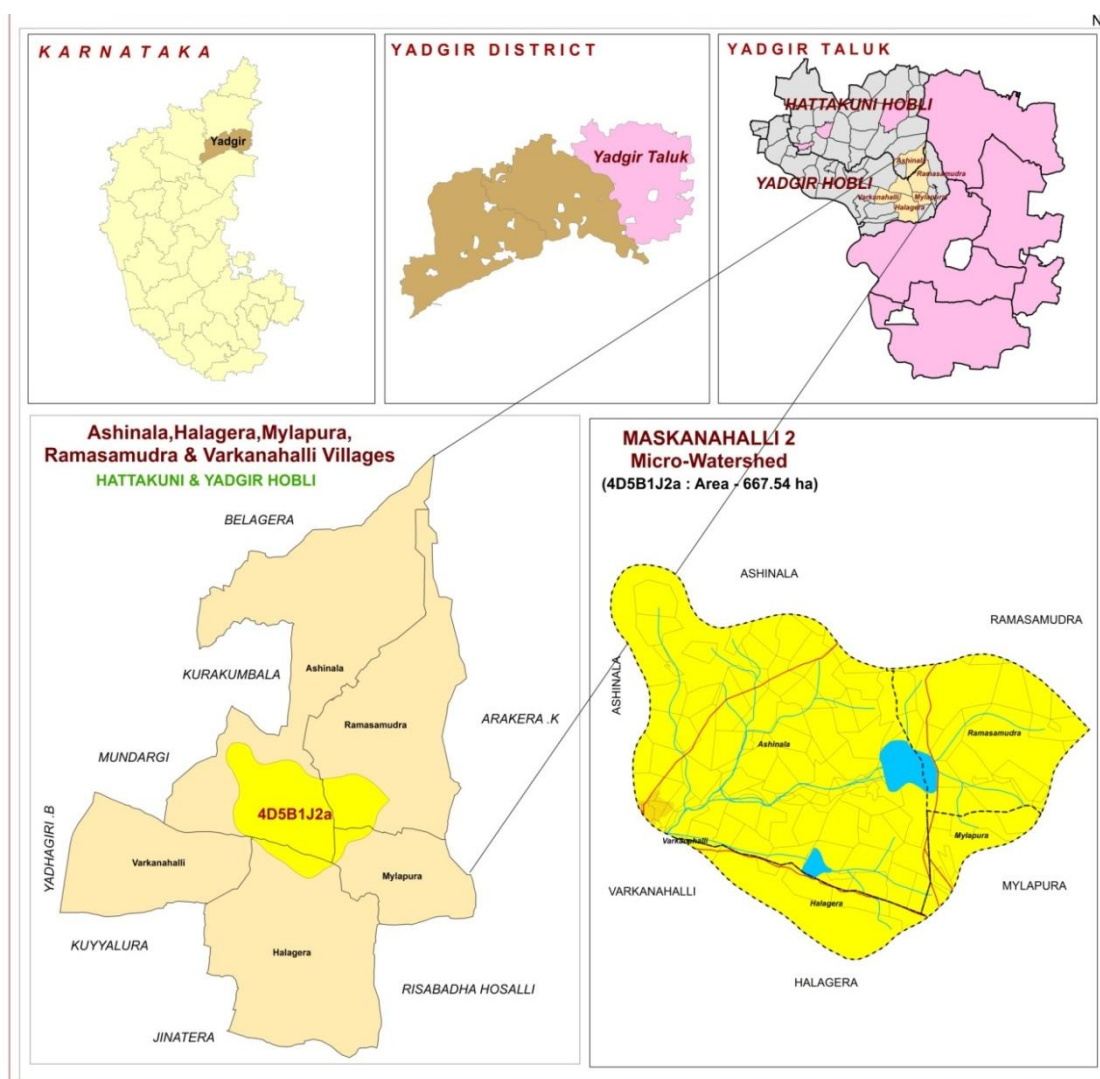 N
KARNATAKA
Yadgir
YADGIR DISTRICT
Yadgir Taluk
YADGIR TALUK
HATTAKUNI HOBLI
Ashinala
Ramasamudra
YADGIR HOBLI
Varkanahalli
Mylapura
Halagera
Ashinala,Halagera,Mylapura,
Ramasamudra & Varkanahalli Villages
HATTAKUNI & YADGIR HOBLI
BELAGERA
KURAKUMBALA
Ashinala
Ramasamudra
ARAKERA .K
MUNDARGI
4D5B1J2a
YADHAGIRI .B
Varkanahalli
Mylapura
KUYYALURA
Halagera
RISABADHA HOSALLI
JINATERA
MASKANAHALLI 2
Micro-Watershed
(4D5B1J2a : Area - 667.54 ha)
ASHINALA
RAMASAMUDRA
ASHINALA
Ashinala
Ramasamudra
Mylapura
Varkanahalli
VARKANAHALLI
MYLAPURA
Halagera
HALAGERA